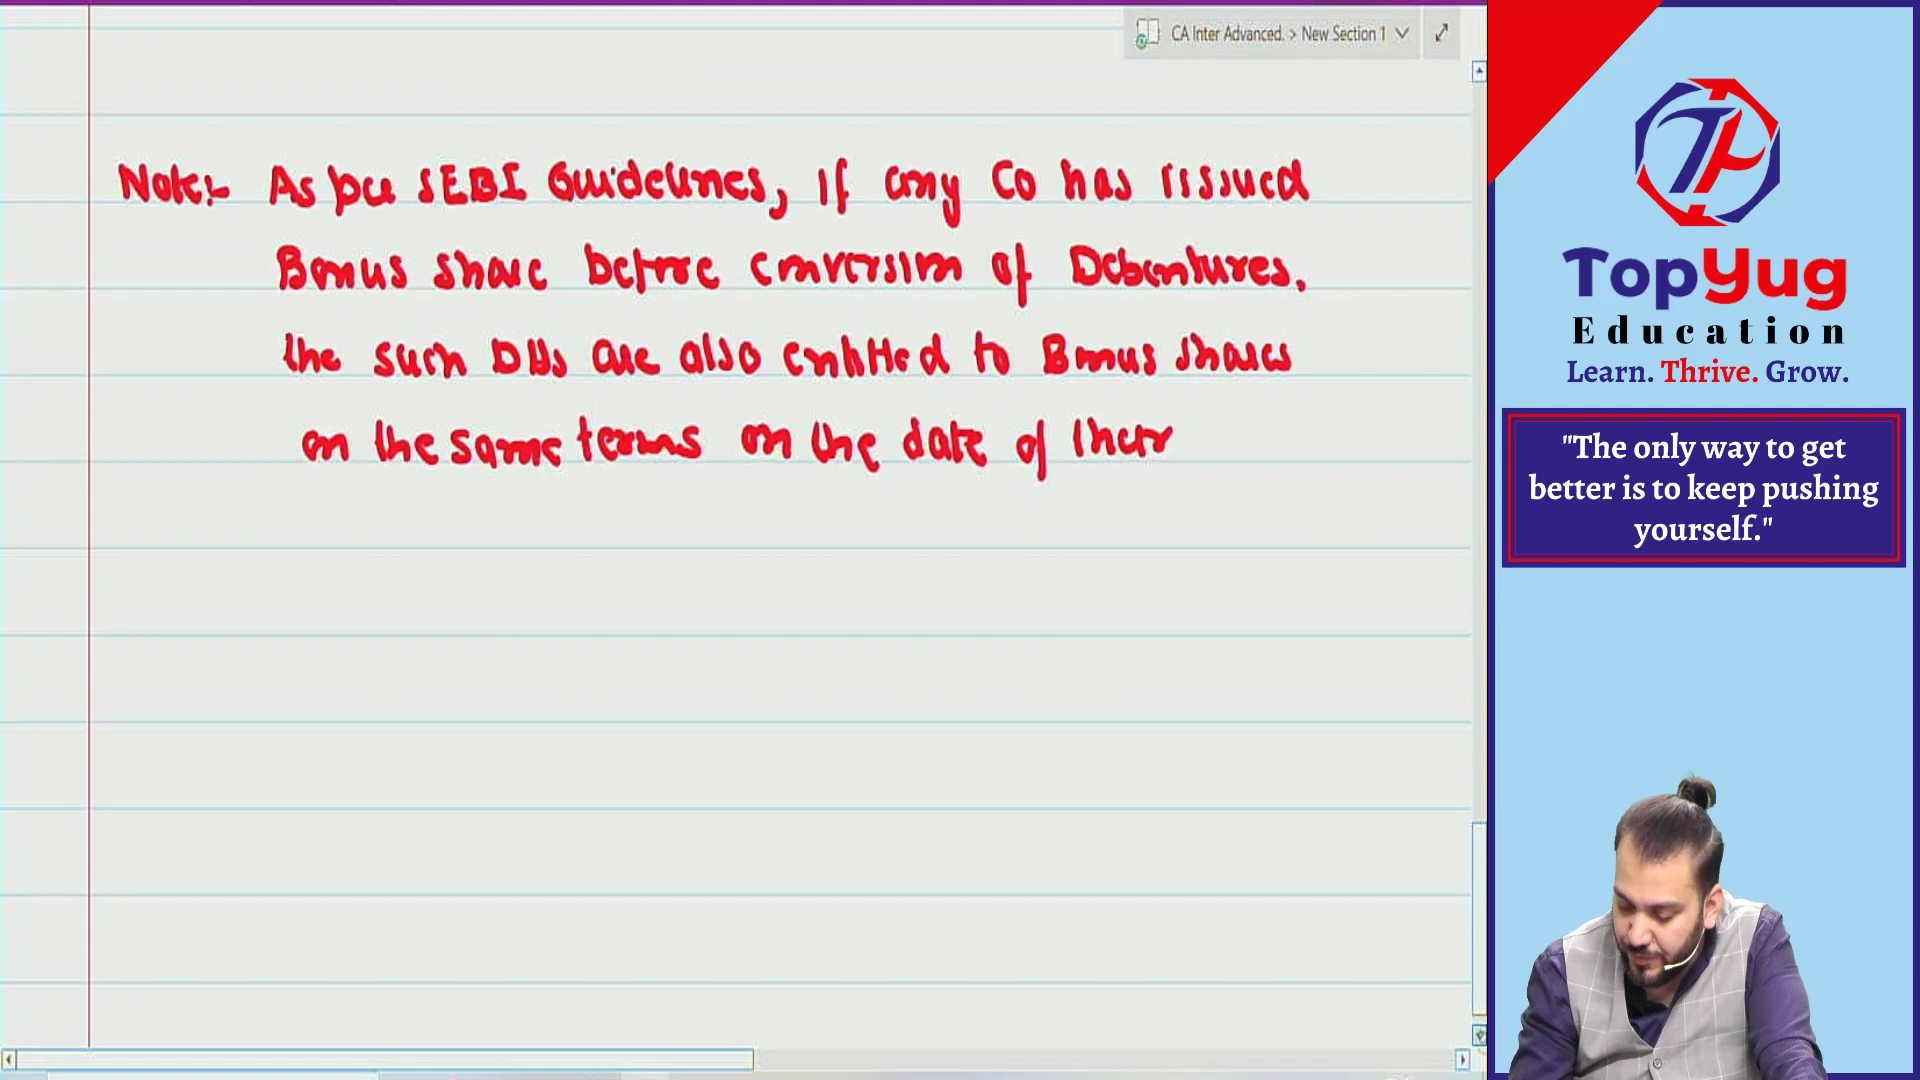 CA Inter Advanced. > New Section 1
Note:- As per SEBI Guidelines, if any Co has issued
Bonus share before conversion of Debentures,
the such DHs are also entitled to Bonus shares
on the same terms on the date of their
TopYug
Education
Learn. Thrive. Grow.
"The only way to get
better is to keep pushing
yourself."